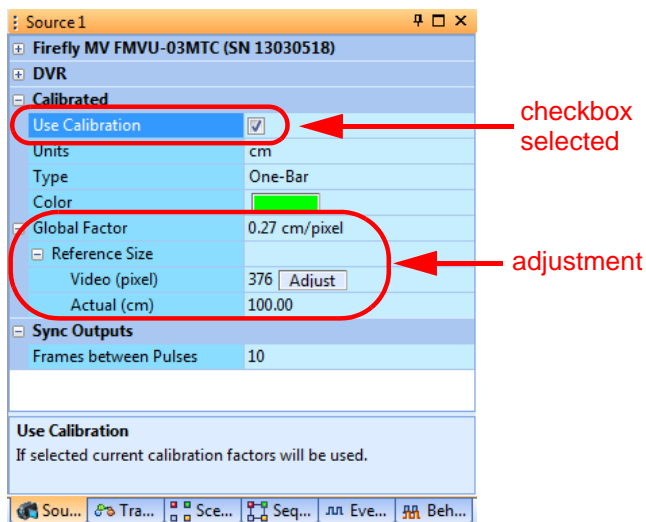 Source 1
Firefly MV FMVU-03MTC (SN 13030518)
DVR
Calibrated
Use Calibration
checkbox
selected
Units cm
Type One-Bar
Color
Global Factor 0.27 cm/pixel
Reference Size
adjustment
Video (pixel) 376 Adjust
Actual (cm) 100.00
Sync Outputs
Frames between Pulses 10
Use Calibration
If selected current calibration factors will be used.
Sou... Tra... Sce... Seq... Eve... Beh...